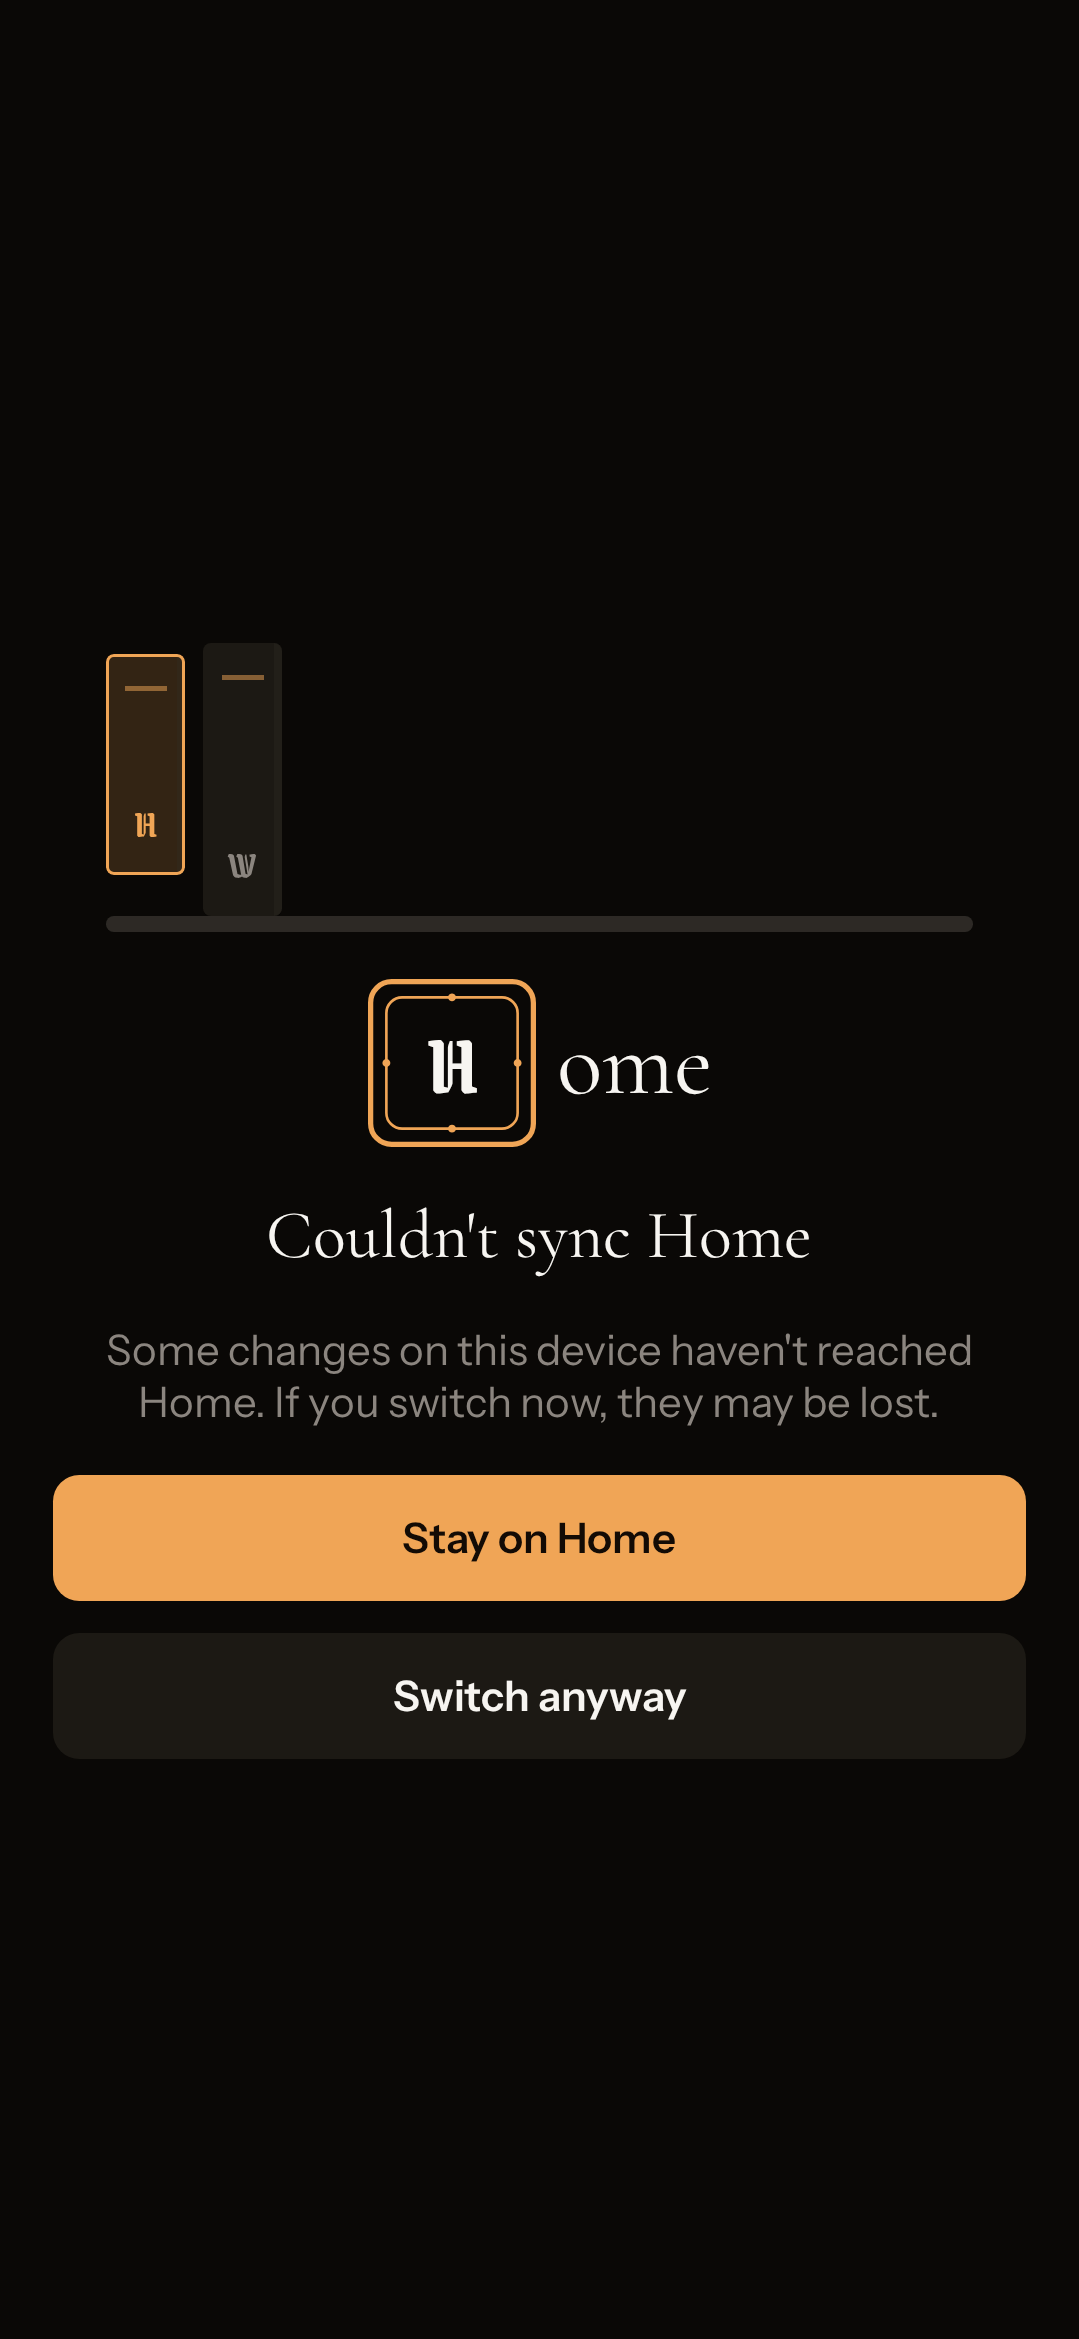 H
W
Home
Couldn't sync Home
Some changes on this device haven't reached
Home. If you switch now, they may be lost.
Stay on Home
Switch anyway